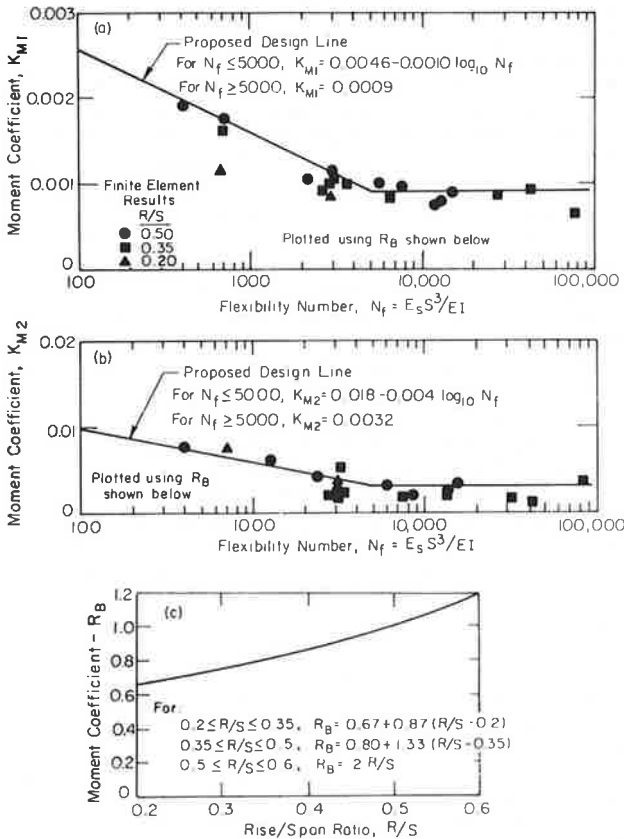 0.003
(a)
Proposed Design Line
For N_f ≤ 5000, K_M1 = 0.0046-0.0010 log10 N_f
For N_f ≥ 5000, K_M1 = 0.0009
0.002
0.001
0
Moment Coefficient, K_M1
Finite Element
Results
R/S
● 0.50
■ 0.35
▲ 0.20
Plotted using R_B shown below
100 1000 10,000 100,000
Flexibility Number, N_f = E_s S³/EI
0.02
(b)
Proposed Design Line
For N_f ≤ 5000, K_M2 = 0.018-0.004 log10 N_f
For N_f ≥ 5000, K_M2 = 0.0032
0.01
0
Moment Coefficient, K_M2
Plotted using R_B
shown below
100 1000 10,000 100,000
Flexibility Number, N_f = E_s S³/EI
1.2
(c)
1.0
0.8
0.6
0.4
0.2
0
Moment Coefficient - R_B
For
0.2 ≤ R/S ≤ 0.35, R_B = 0.67+0.87 (R/S-0.2)
0.35 ≤ R/S ≤ 0.5, R_B = 0.80+1.33 (R/S-0.35)
0.5 ≤ R/S ≤ 0.6, R_B = 2 R/S
0.2 0.3 0.4 0.5 0.6
Rise/Span Ratio, R/S